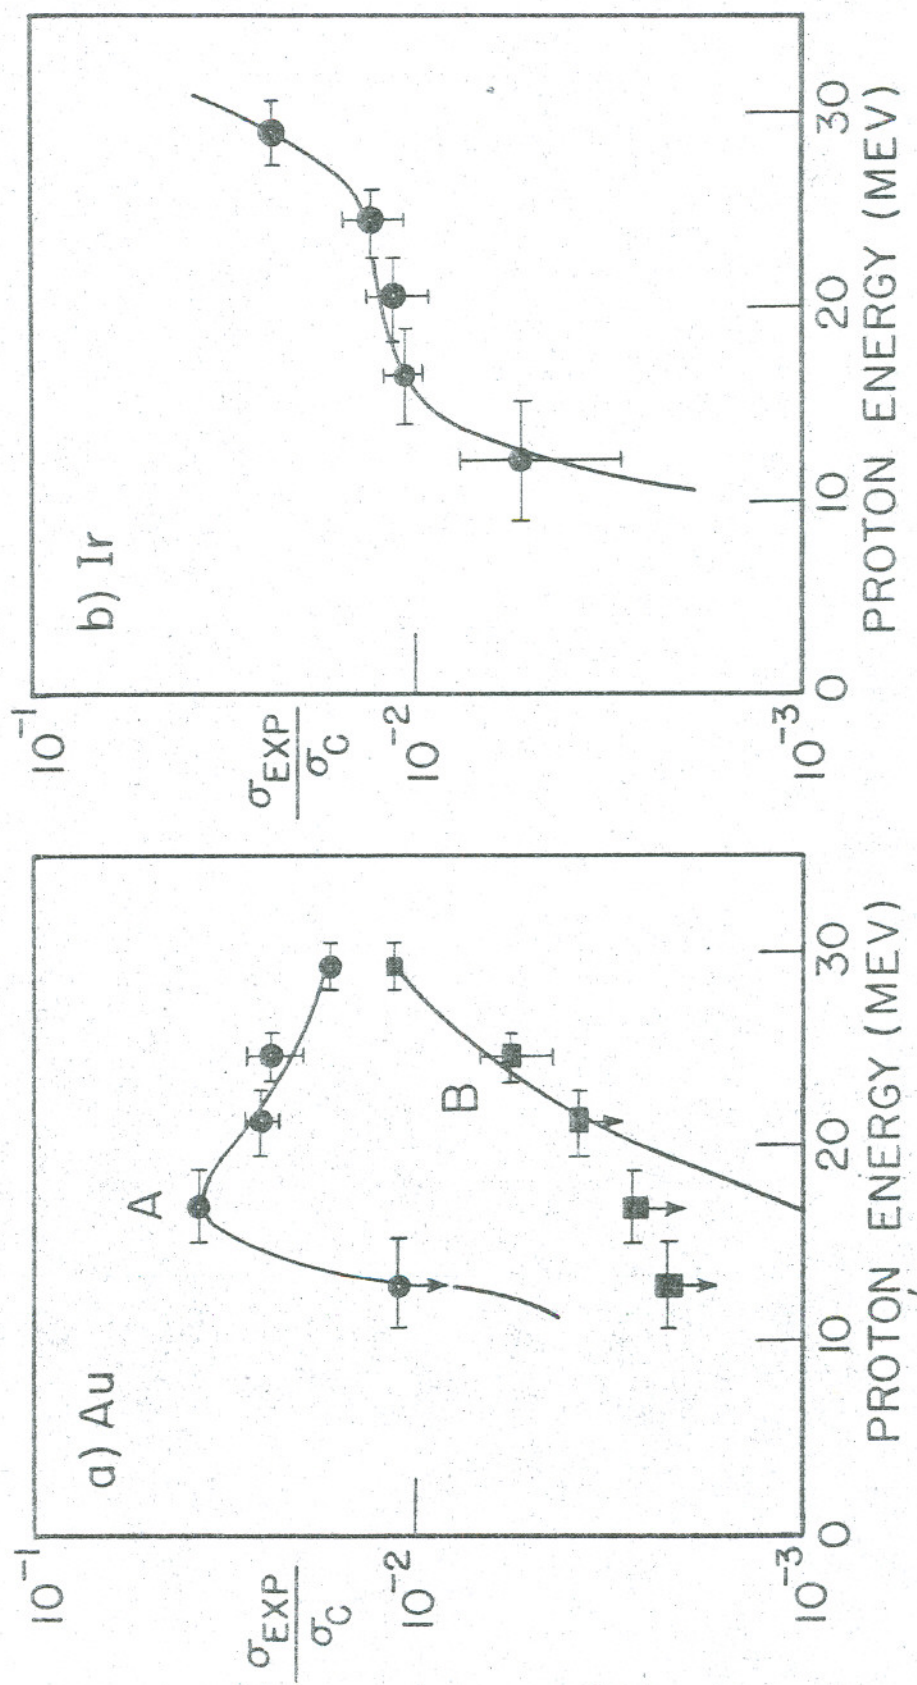 a) Au
10⁻¹
σ_EXP
σ_C
10⁻²
10⁻³
A
B
0 10 20 30
PROTON ENERGY (MEV)
b) Ir
10⁻¹
σ_EXP
σ_C
10⁻²
10⁻³
0 10 20 30
PROTON ENERGY (MEV)